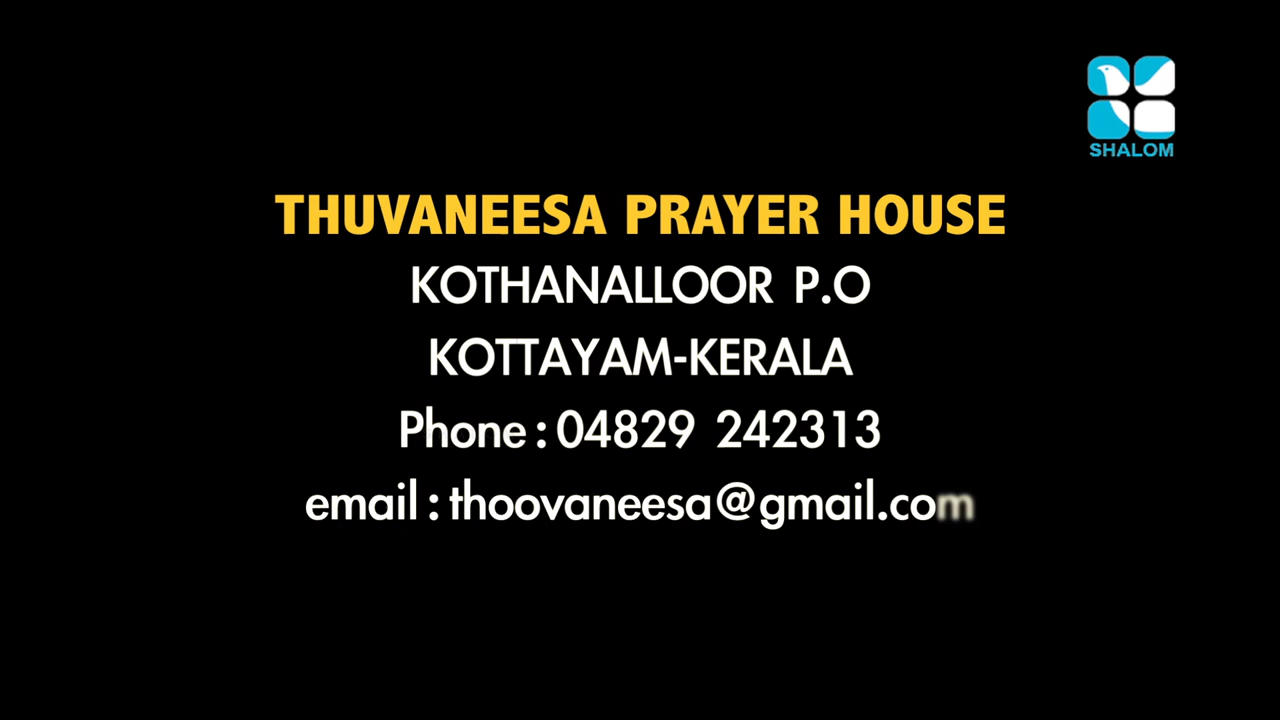 SHALOM
THUVANEESA PRAYER HOUSE
KOTHANALLOOR P.O
KOTTAYAM-KERALA
Phone : 04829 242313
email : thoovaneesa@gmail.com